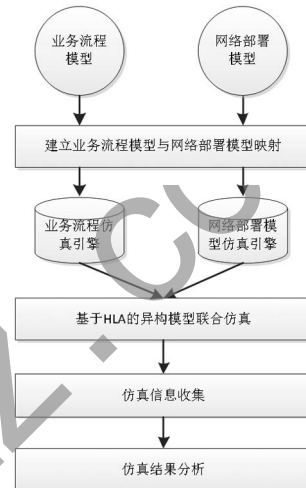 业务流程
模型
网络部署
模型
建立业务流程模型与网络部署模型映射
业务流程仿
真引擎
网络部署模
型仿真引擎
基于HLA的异构模型联合仿真
仿真信息收集
仿真结果分析